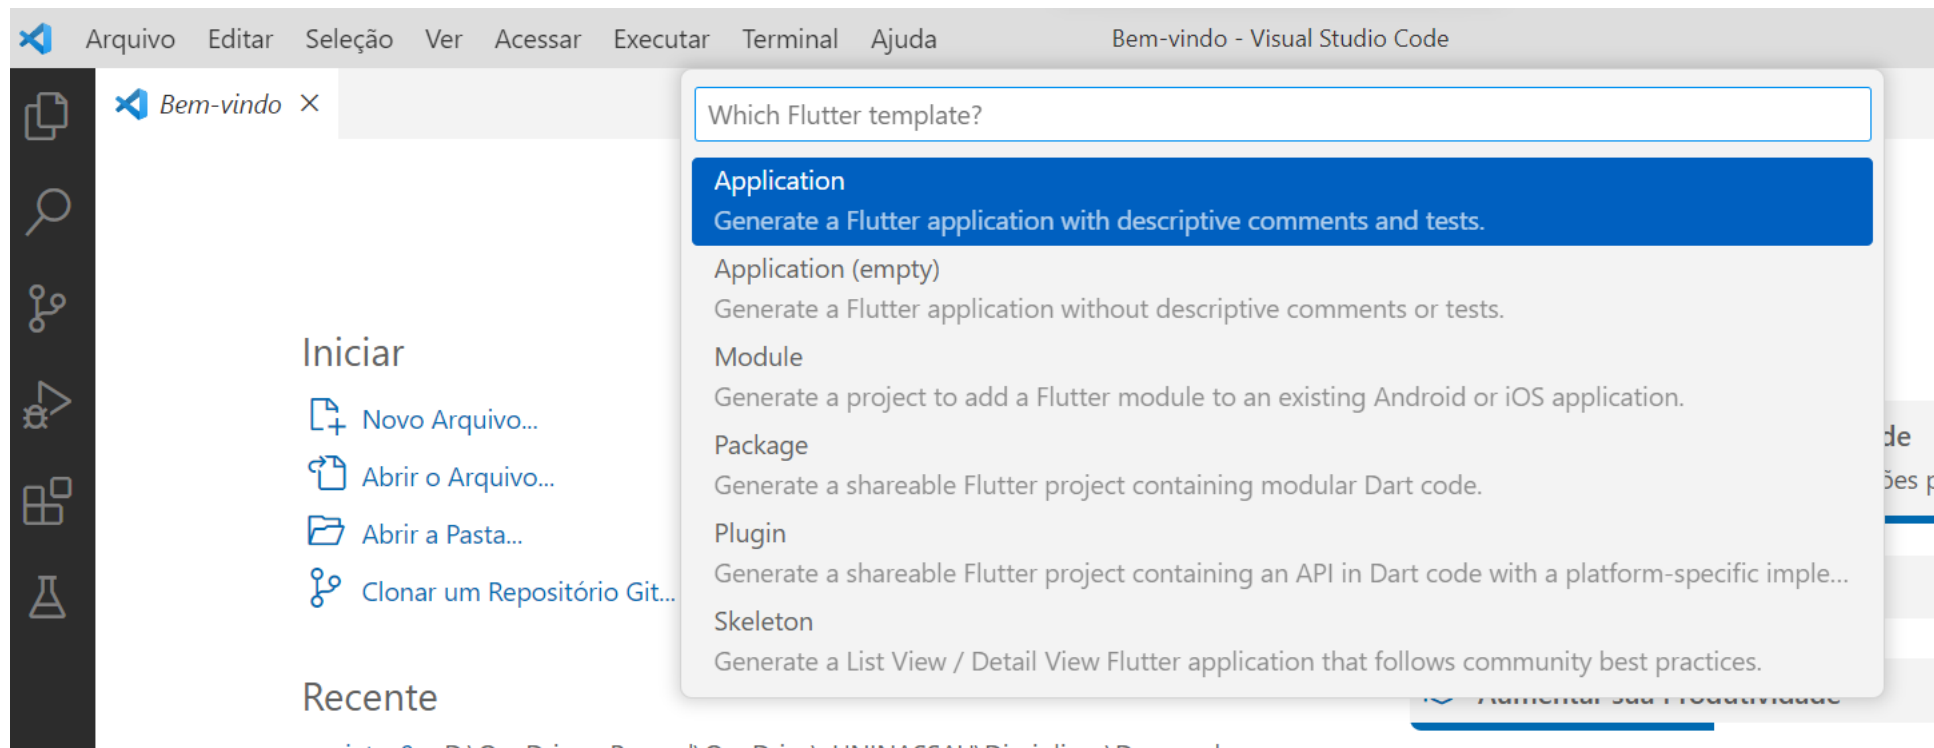 Arquivo Editar Seleção Ver Acessar Executar Terminal Ajuda Bem-vindo - Visual Studio Code
Bem-vindo
Which Flutter template?
Application
Generate a Flutter application with descriptive comments and tests.
Application (empty)
Generate a Flutter application without descriptive comments or tests.
Module
Generate a project to add a Flutter module to an existing Android or iOS application.
Package
Generate a shareable Flutter project containing modular Dart code.
Plugin
Generate a shareable Flutter project containing an API in Dart code with a platform-specific imple...
Skeleton
Generate a List View / Detail View Flutter application that follows community best practices.
Iniciar
Novo Arquivo...
Abrir o Arquivo...
Abrir a Pasta...
Clonar um Repositório Git...
Recente
Aumentar sua Produtividade